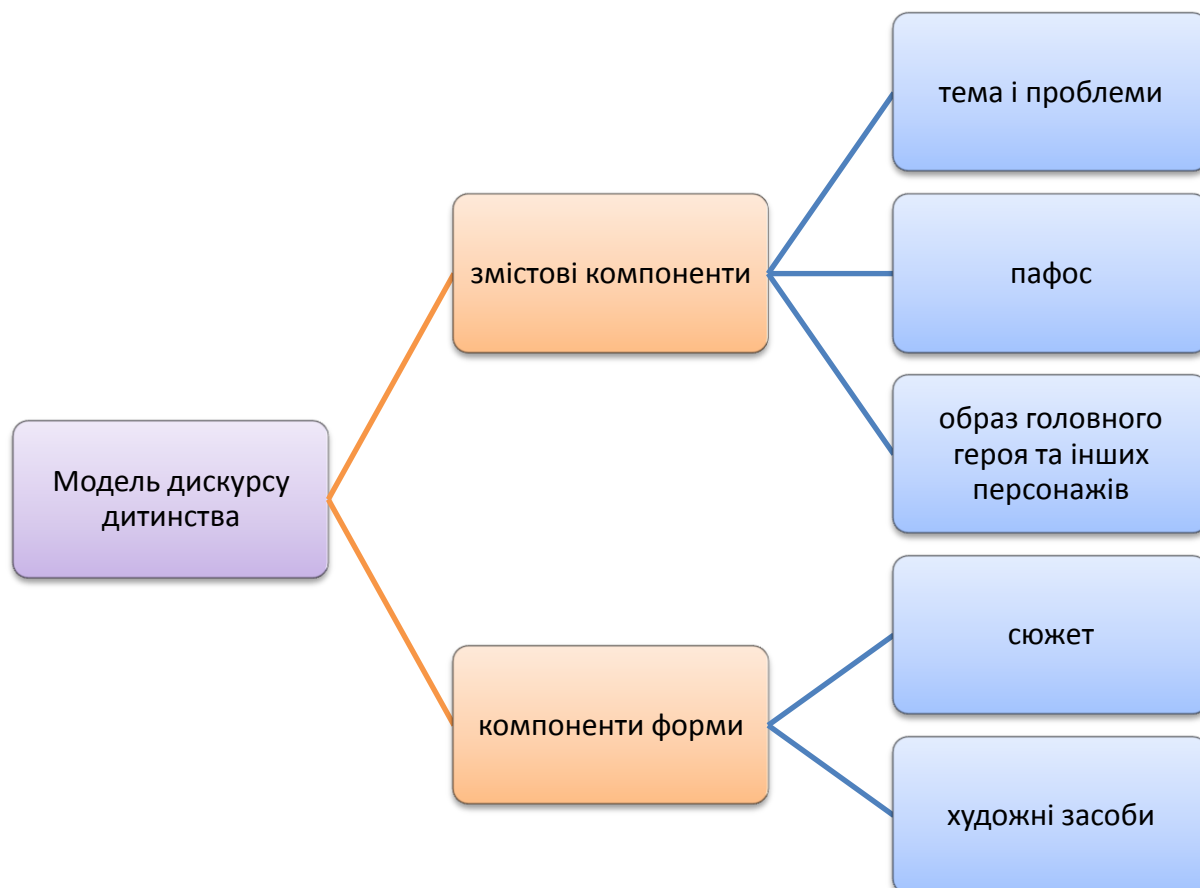 Модель дискурсу
дитинства
змістові компоненти
тема і проблеми
пафос
образ головного
героя та інших
персонажів
компоненти форми
сюжет
художні засоби